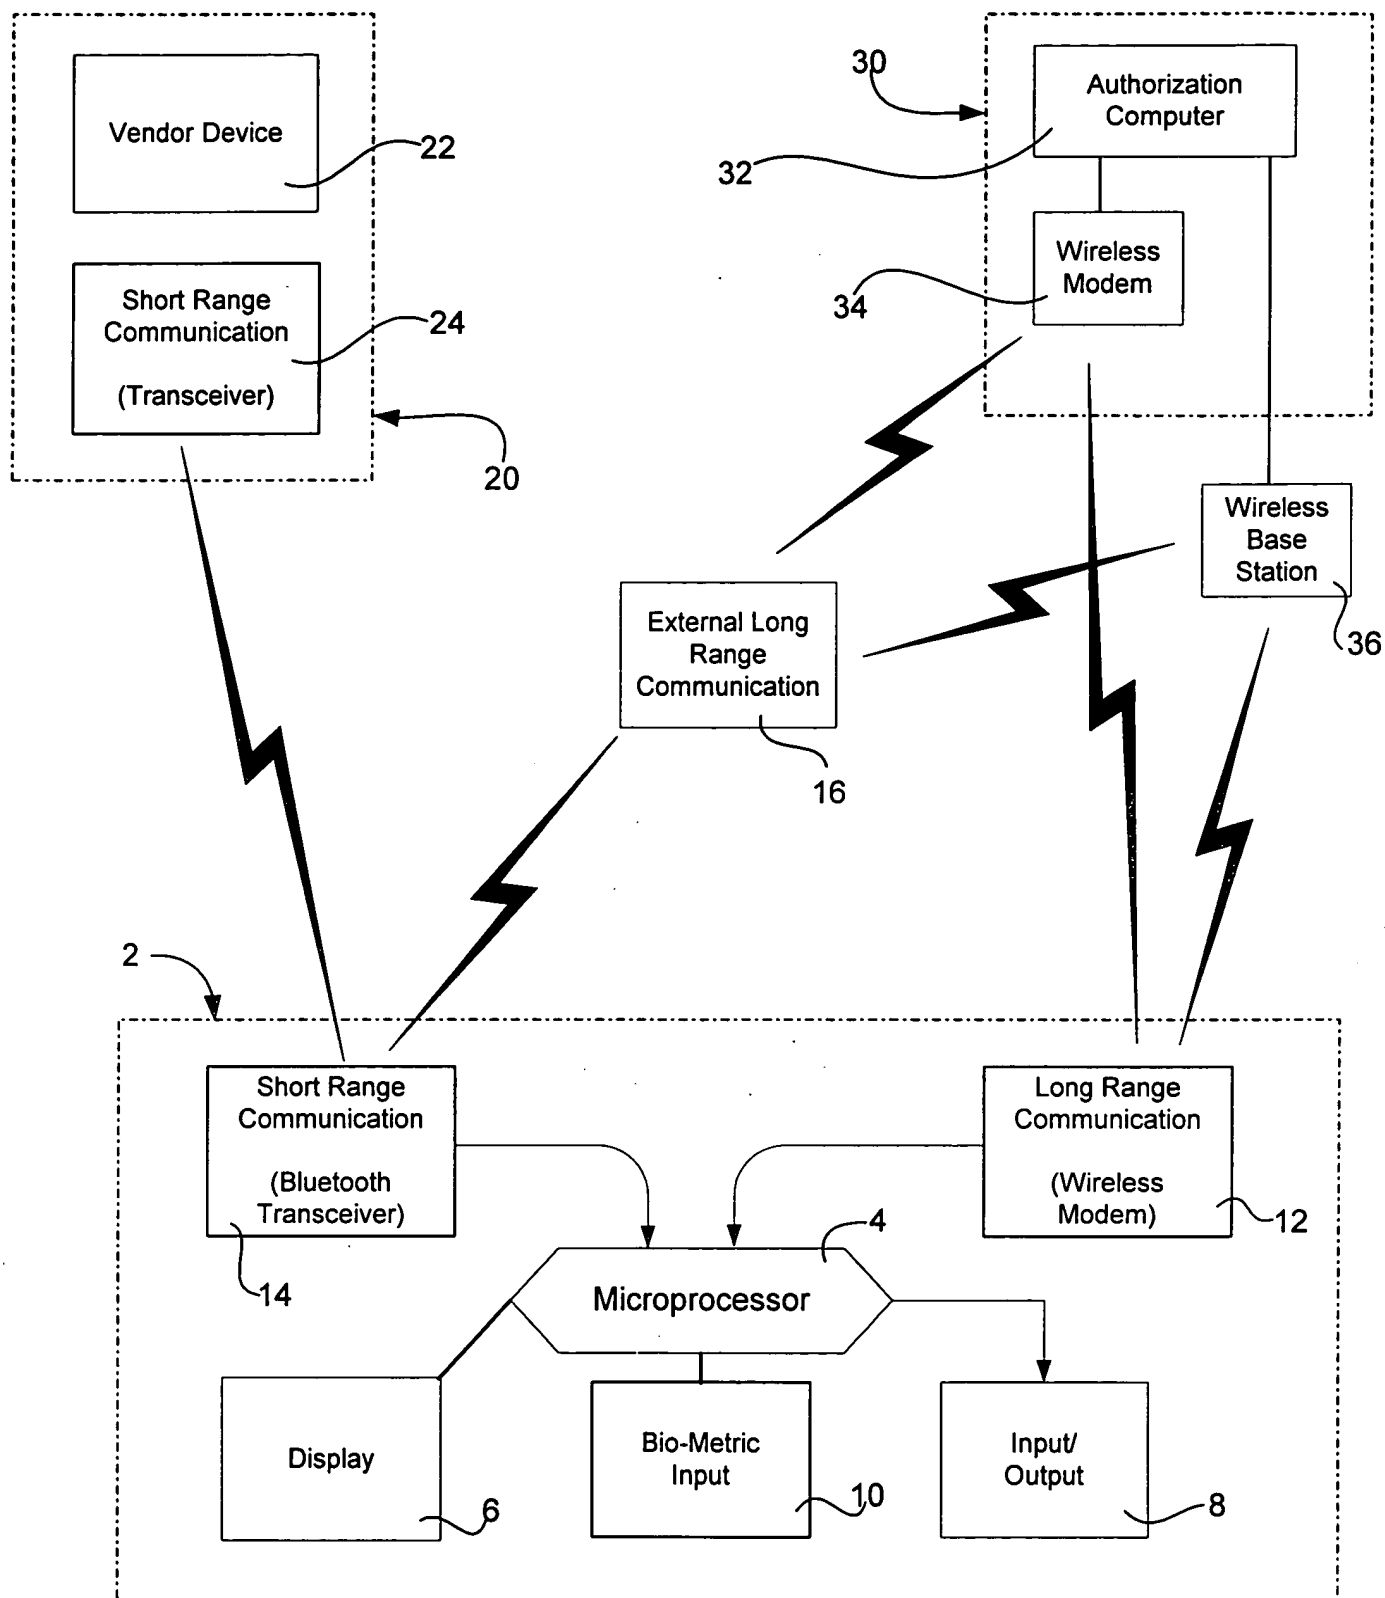 Vendor Device
22
Short Range
Communication
(Transceiver)
24
20
30
Authorization
Computer
32
Wireless
Modem
34
Wireless
Base
Station
36
External Long
Range
Communication
16
2
Short Range
Communication
(Bluetooth
Transceiver)
14
Long Range
Communication
(Wireless
Modem)
12
4
Microprocessor
Display
6
Bio-Metric
Input
10
Input/
Output
8